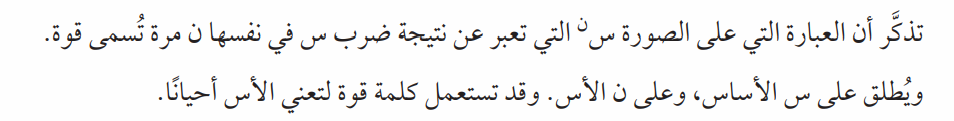 تذكَّر أن العبارة التي على الصورة سⁿ التي تعبر عن نتيجة ضرب س في نفسها ن مرة تُسمى قوة.
ويُطلق على س الأساس، وعلى ن الأس. وقد تستعمل كلمة قوة لتعني الأس أحيانًا.